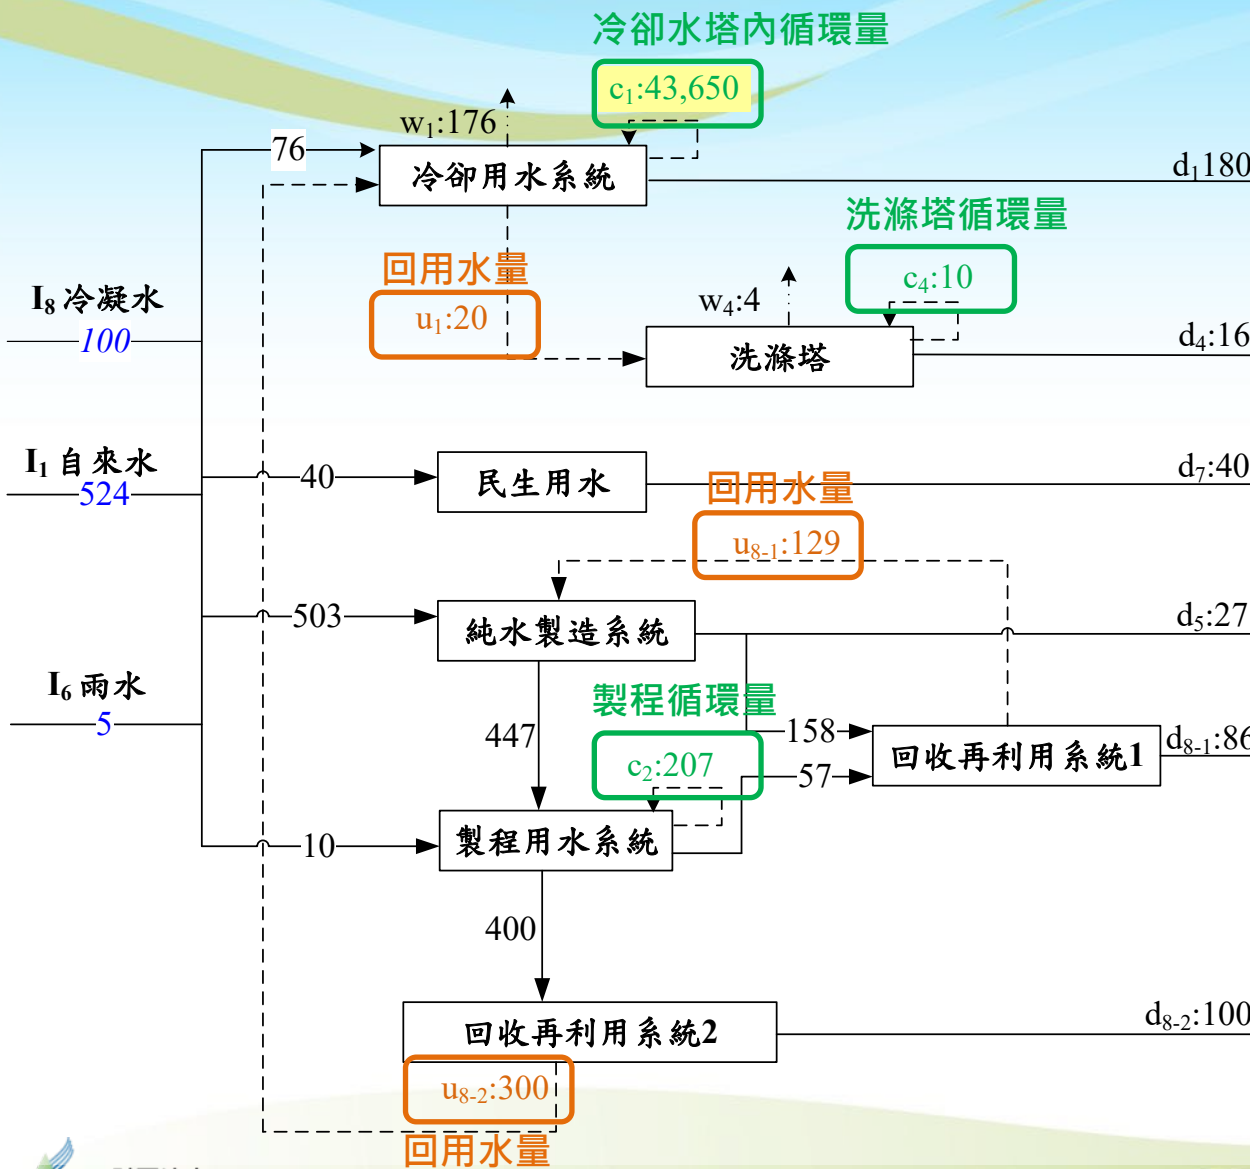 冷卻水塔內循環量
c₁:43,650
w₁:176
76
冷卻用水系統
d₁180
洗滌塔循環量
回用水量
c₄:10
I₈ 冷凝水
100
u₁:20
w₄:4
洗滌塔
d₄:16
I₁ 自來水
524
40
民生用水
d₇:40
回用水量
u₈₋₁:129
503
純水製造系統
d₅:27
I₆ 雨水
5
製程循環量
447
c₂:207
158
57
回收再利用系統1
d₈₋₁:86
10
製程用水系統
400
回收再利用系統2
d₈₋₂:100
u₈₋₂:300
回用水量